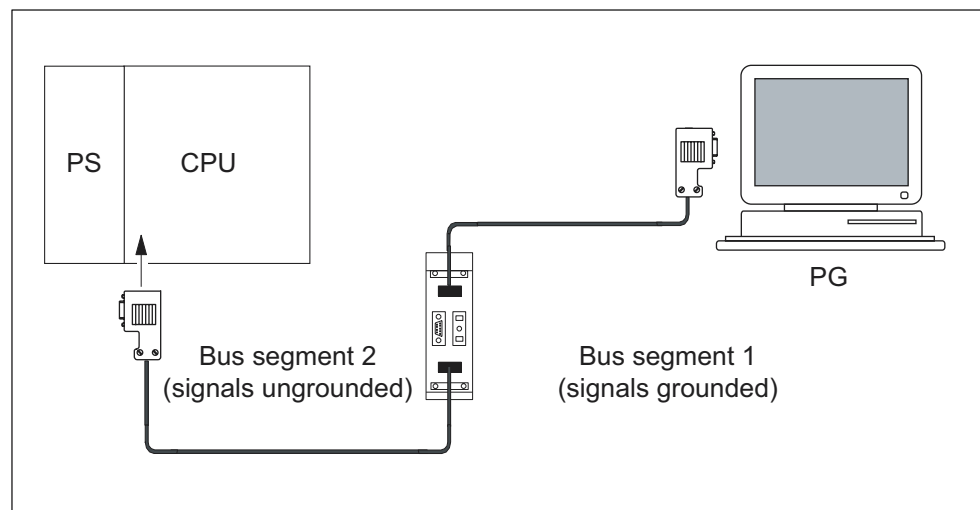 PS
CPU
PG
Bus segment 2
(signals ungrounded)
Bus segment 1
(signals grounded)